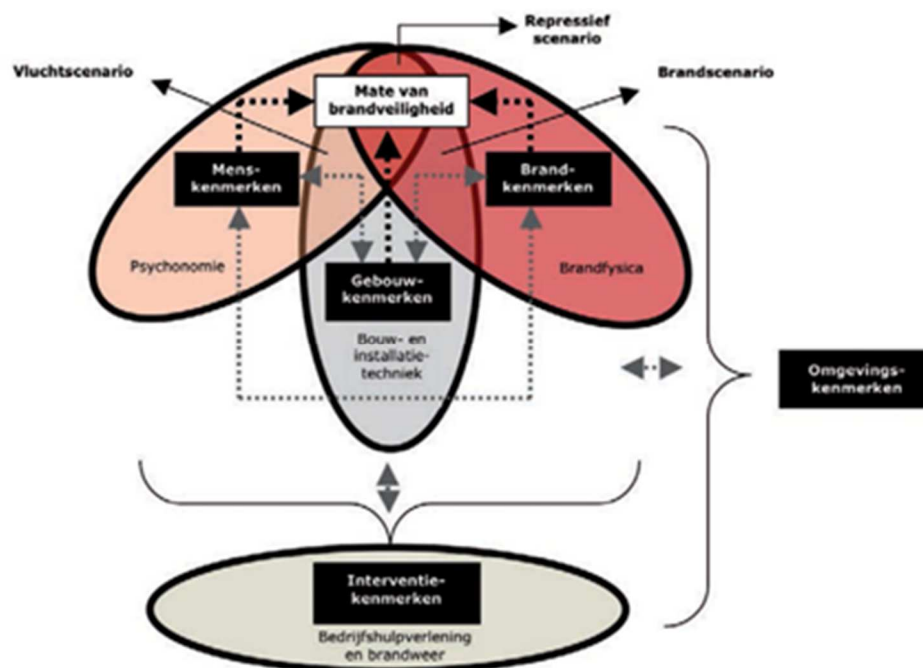 Repressief
scenario
Vluchtscenario
Brandscenario
Mate van
brandveiligheid
Mens-
kenmerken
Brand-
kenmerken
Psychonomie
Gebouw-
kenmerken
Brandfysica
Bouw- en
installatie-
techniek
Omgevings-
kenmerken
Interventie-
kenmerken
Bedrijfshulpverlening
en brandweer